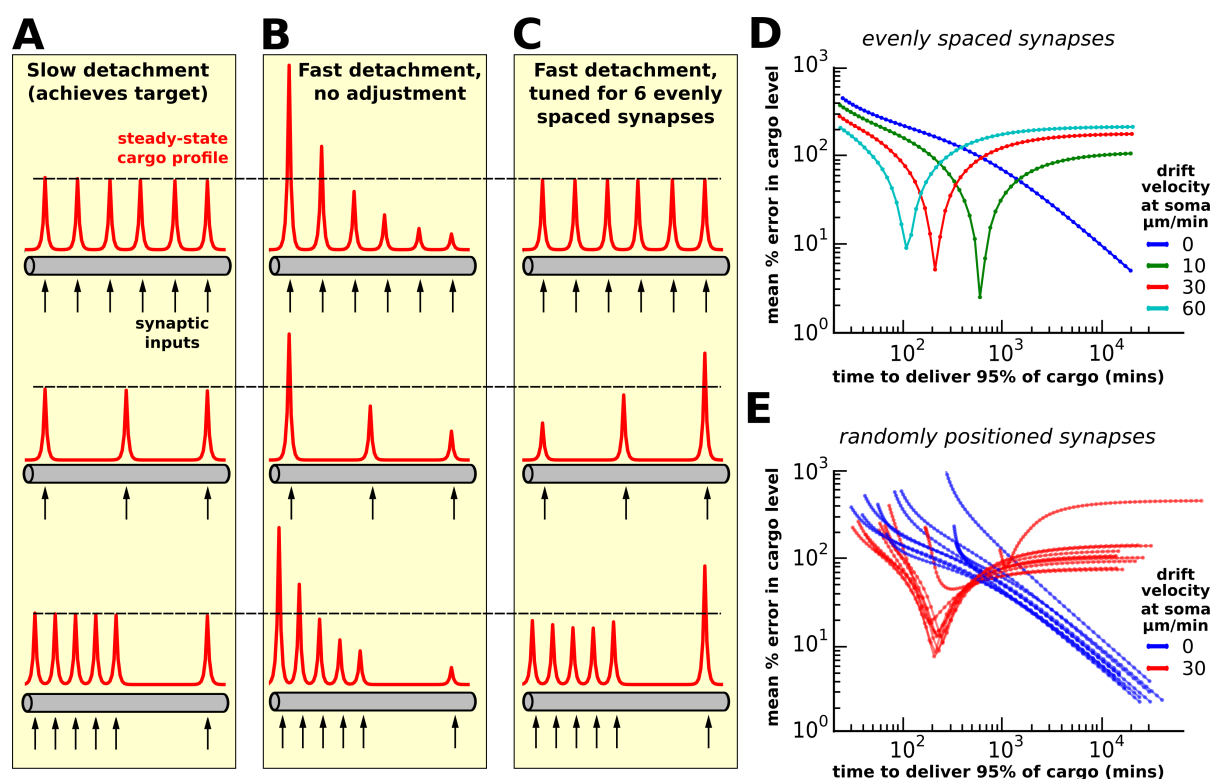 A
Slow detachment
(achieves target)
steady-state
cargo profile
synaptic
inputs
B
Fast detachment,
no adjustment
C
Fast detachment,
tuned for 6 evenly
spaced synapses
D
evenly spaced synapses
mean % error in cargo level
10³
10²
10¹
10⁰
10² 10³ 10⁴
time to deliver 95% of cargo (mins)
drift
velocity
at soma
μm/min
0
10
30
60
E
randomly positioned synapses
mean % error in cargo level
10³
10²
10¹
10⁰
10² 10³ 10⁴
time to deliver 95% of cargo (mins)
drift
velocity
at soma
μm/min
0
30